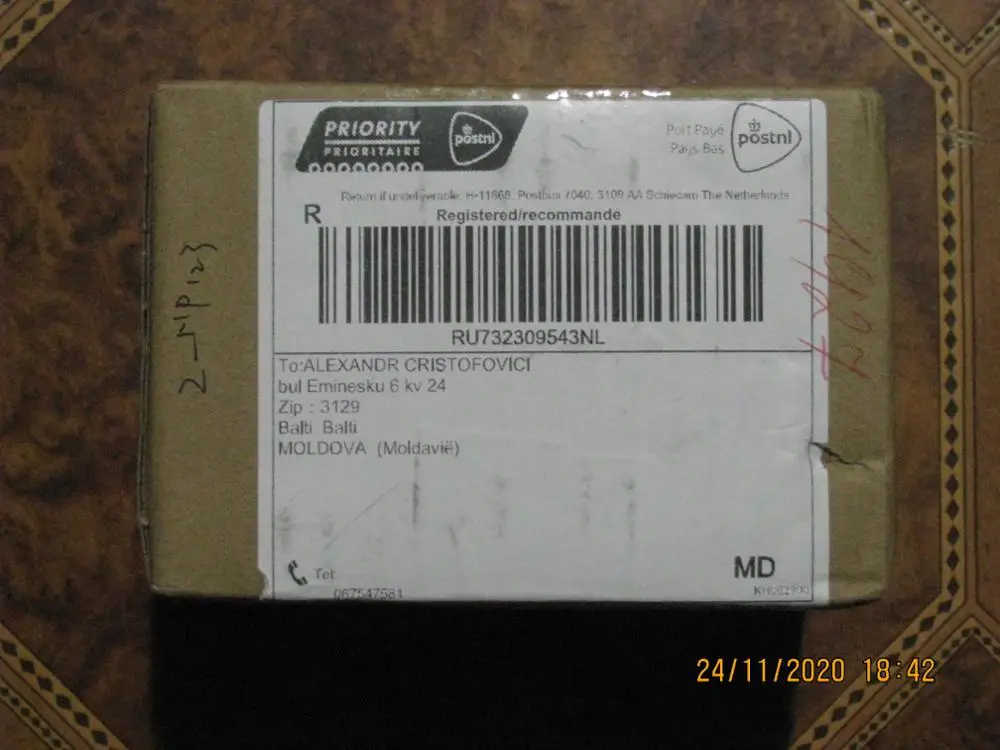 PRIORITY
PRIORITAIRE
postnl
Port Payé
Pays Bas
postnl
Return if undeliverable: H-11868, Postbus 7040, 3109 AA Schiedam The Netherlands
R
Registered/recommandé
RU732309543NL
To:ALEXANDR CRISTOFOVICI
bul Eminesku 6 kv 24
Zip : 3129
Balti Balti
MOLDOVA (Moldavië)
Tel:
067547581
MD
24/11/2020 18:42